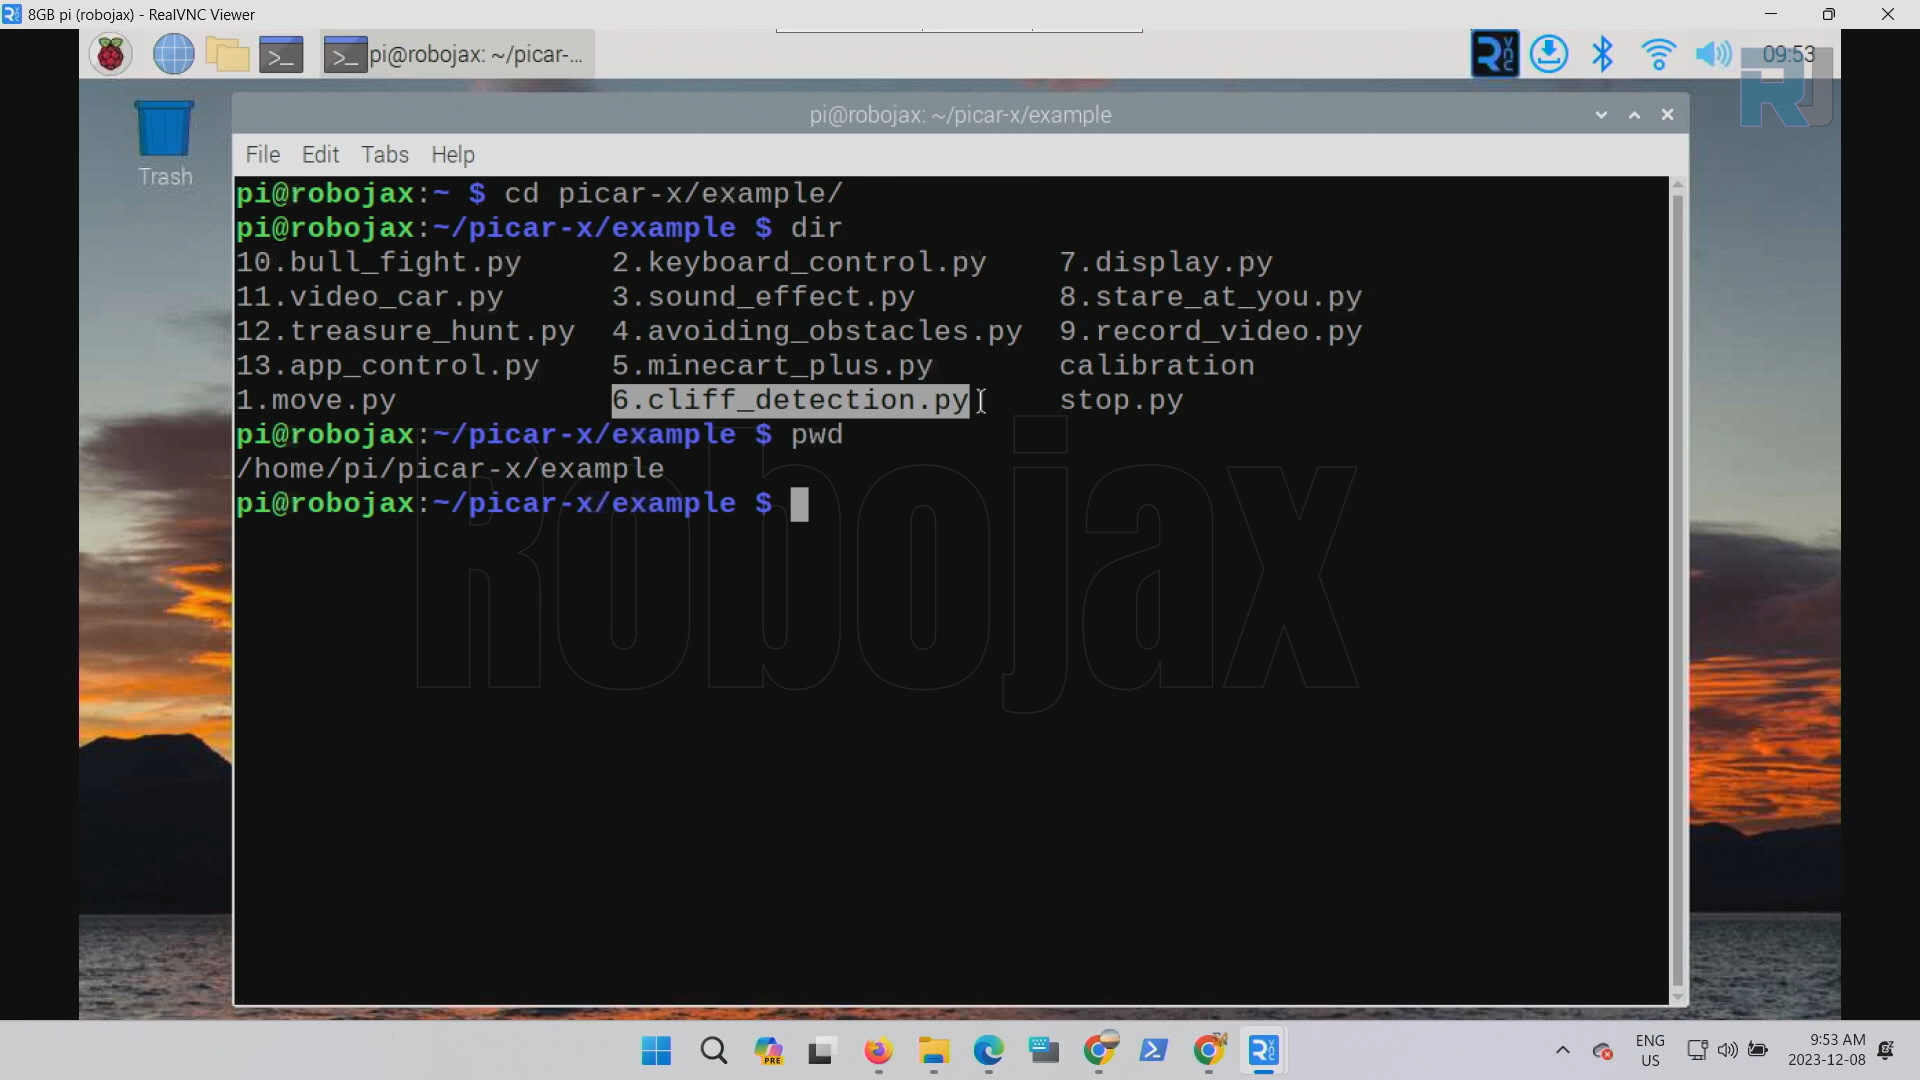 8GB pi (robojax) - RealVNC Viewer
pi@robojax: ~/picar-...
09:53
pi@robojax: ~/picar-x/example
Trash
File Edit Tabs Help
pi@robojax:~ $ cd picar-x/example/
pi@robojax:~/picar-x/example $ dir
10.bull_fight.py 2.keyboard_control.py 7.display.py
11.video_car.py 3.sound_effect.py 8.stare_at_you.py
12.treasure_hunt.py 4.avoiding_obstacles.py 9.record_video.py
13.app_control.py 5.minecart_plus.py calibration
1.move.py 6.cliff_detection.py stop.py
pi@robojax:~/picar-x/example $ pwd
/home/pi/picar-x/example
pi@robojax:~/picar-x/example $
Robojax
RJ
PRE
ENG
US
9:53 AM
2023-12-08